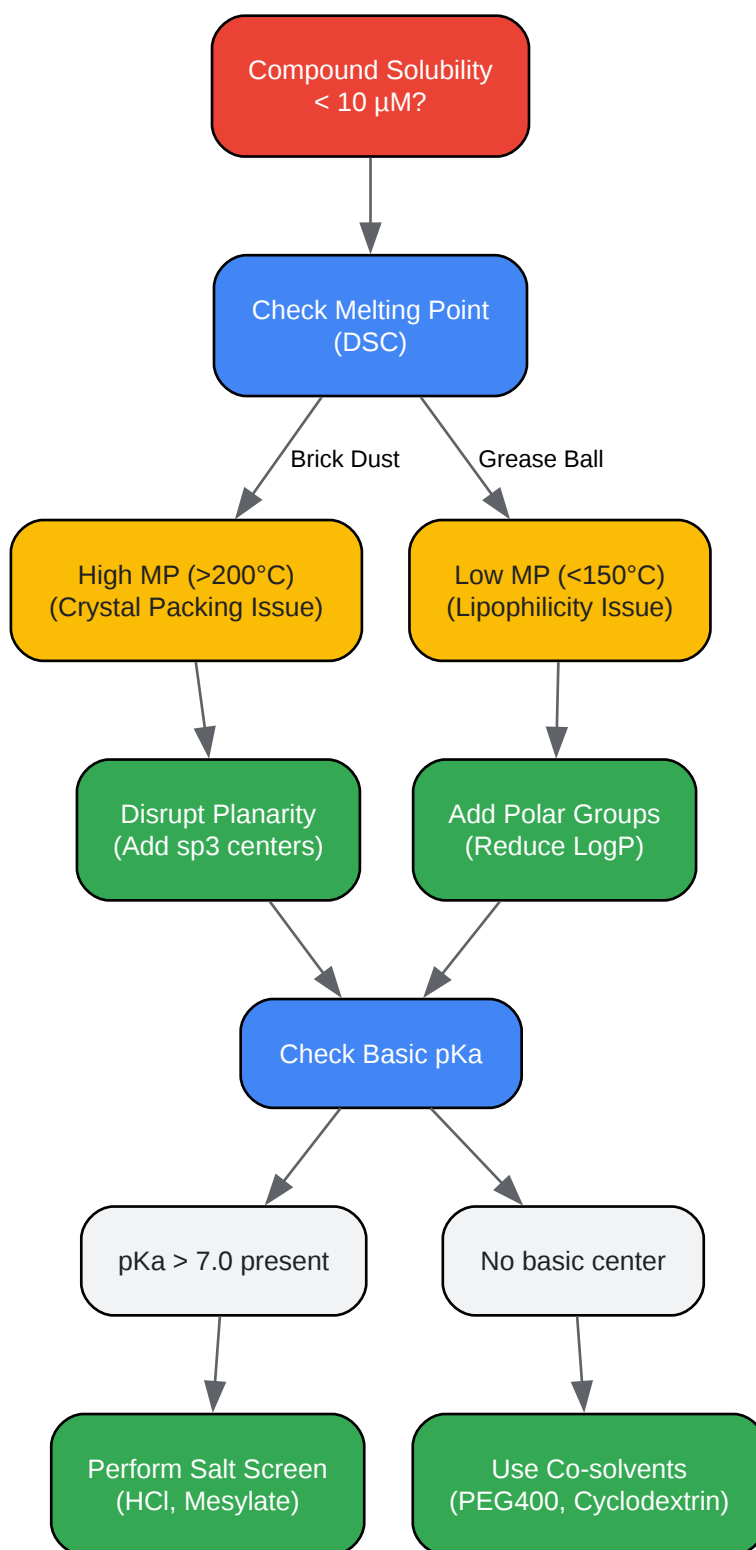 Compound Solubility
< 10 µM?
Check Melting Point
(DSC)
Brick Dust
Grease Ball
High MP (>200°C)
(Crystal Packing Issue)
Low MP (<150°C)
(Lipophilicity Issue)
Disrupt Planarity
(Add sp3 centers)
Add Polar Groups
(Reduce LogP)
Check Basic pKa
pKa > 7.0 present
No basic center
Perform Salt Screen
(HCl, Mesylate)
Use Co-solvents
(PEG400, Cyclodextrin)